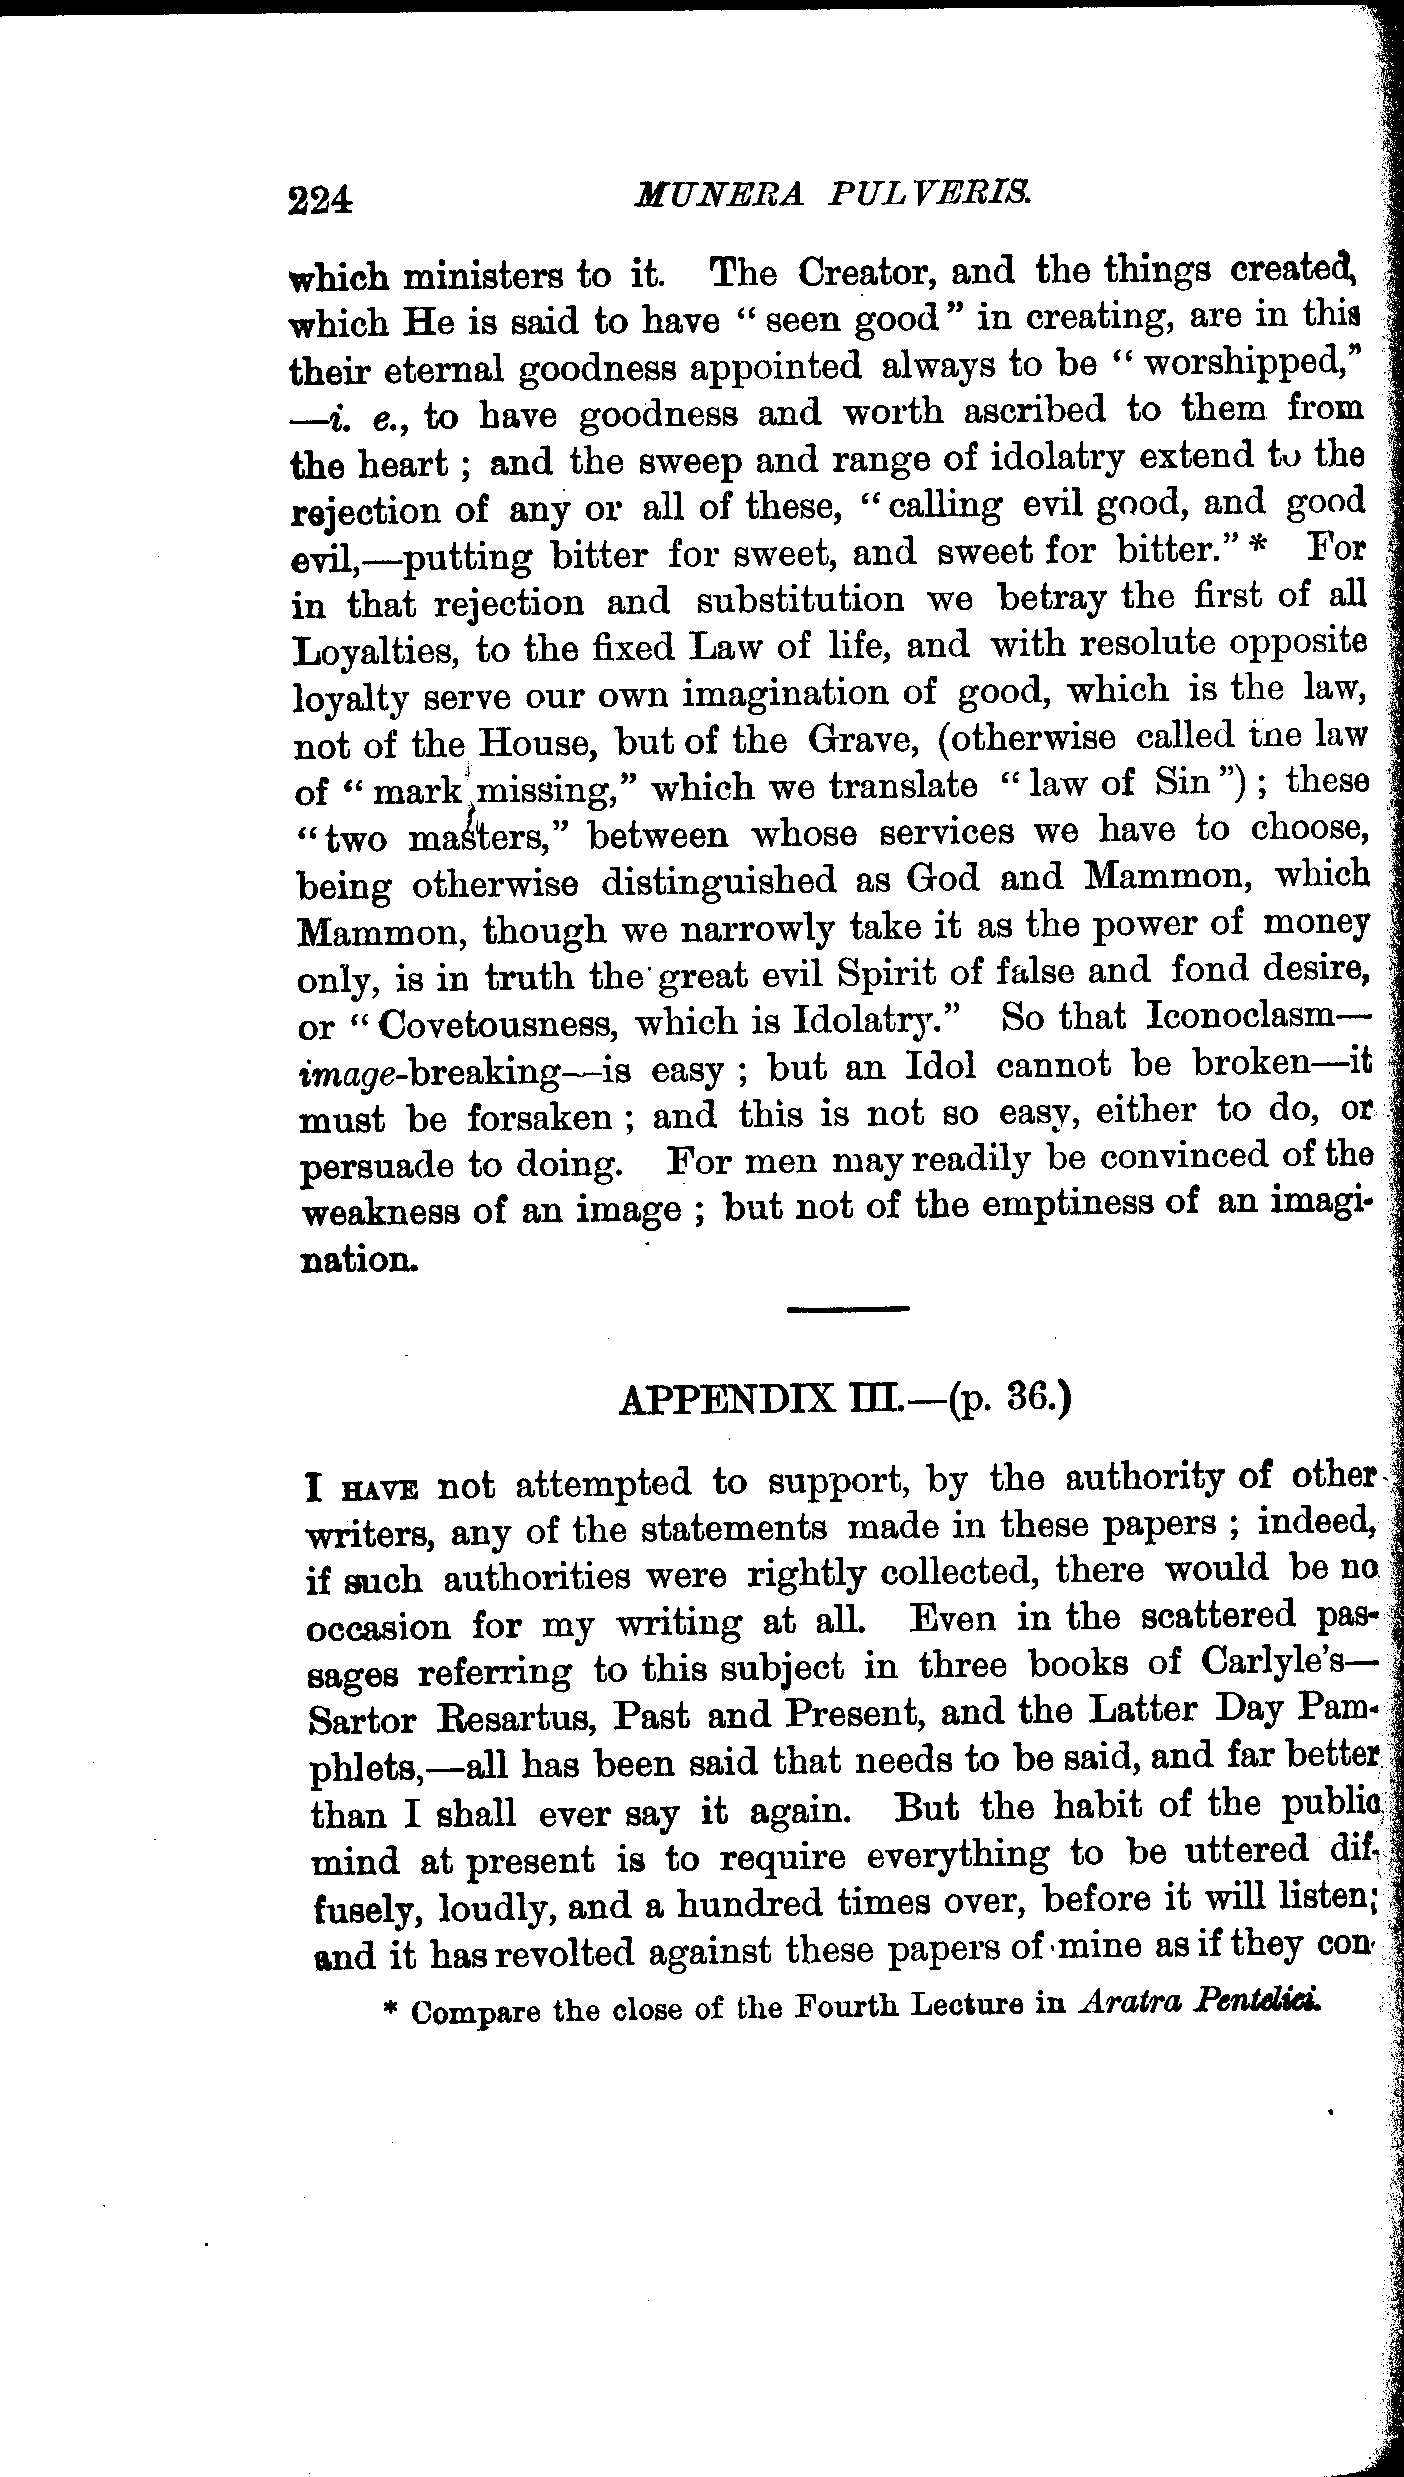 224 MUNERA PULVERIS.
which ministers to it. The Creator, and the things created,
which He is said to have “ seen good ” in creating, are in this
their eternal goodness appointed always to be “ worshipped,”
—i. e., to have goodness and worth ascribed to them from
the heart ; and the sweep and range of idolatry extend to the
rejection of any or all of these, “ calling evil good, and good
evil,—putting bitter for sweet, and sweet for bitter.” * For
in that rejection and substitution we betray the first of all
Loyalties, to the fixed Law of life, and with resolute opposite
loyalty serve our own imagination of good, which is the law,
not of the House, but of the Grave, (otherwise called the law
of “ mark missing,” which we translate “ law of Sin ”) ; these
“ two masters,” between whose services we have to choose,
being otherwise distinguished as God and Mammon, which
Mammon, though we narrowly take it as the power of money
only, is in truth the great evil Spirit of false and fond desire,
or “ Covetousness, which is Idolatry.” So that Iconoclasm—
image-breaking—is easy ; but an Idol cannot be broken—it
must be forsaken ; and this is not so easy, either to do, or
persuade to doing. For men may readily be convinced of the
weakness of an image ; but not of the emptiness of an imagi-
nation.
APPENDIX III.—(p. 36.)
I HAVE not attempted to support, by the authority of other
writers, any of the statements made in these papers ; indeed,
if such authorities were rightly collected, there would be no
occasion for my writing at all. Even in the scattered pas-
sages referring to this subject in three books of Carlyle’s—
Sartor Resartus, Past and Present, and the Latter Day Pam-
phlets,—all has been said that needs to be said, and far better
than I shall ever say it again. But the habit of the public
mind at present is to require everything to be uttered dif-
fusely, loudly, and a hundred times over, before it will listen;
and it has revolted against these papers of mine as if they con-
* Compare the close of the Fourth Lecture in Aratra Pentelici.